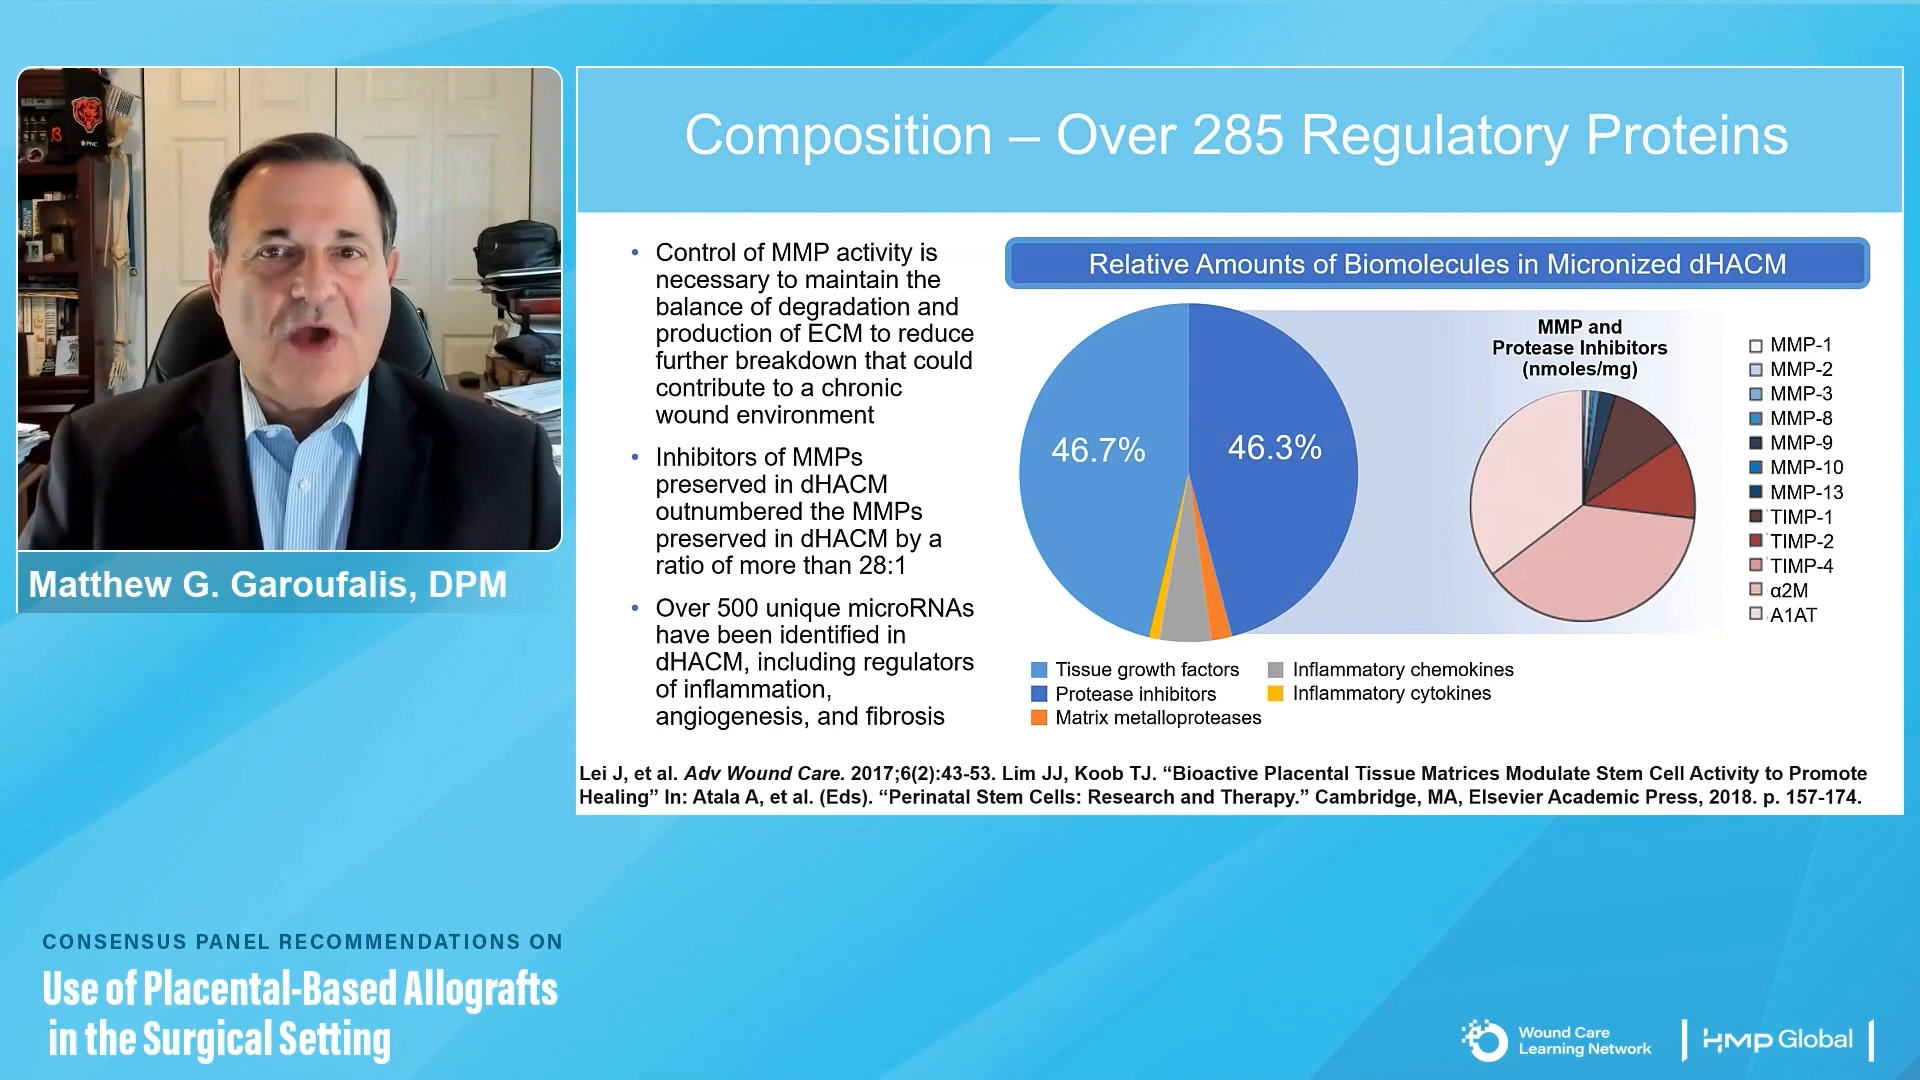 Composition – Over 285 Regulatory Proteins
• Control of MMP activity is
necessary to maintain the
balance of degradation and
production of ECM to reduce
further breakdown that could
contribute to a chronic
wound environment
• Inhibitors of MMPs
preserved in dHACM
outnumbered the MMPs
preserved in dHACM by a
ratio of more than 28:1
• Over 500 unique microRNAs
have been identified in
dHACM, including regulators
of inflammation,
angiogenesis, and fibrosis
Relative Amounts of Biomolecules in Micronized dHACM
46.7%
46.3%
MMP and
Protease Inhibitors
(nmoles/mg)
MMP-1
MMP-2
MMP-3
MMP-8
MMP-9
MMP-10
MMP-13
TIMP-1
TIMP-2
TIMP-4
α2M
A1AT
Tissue growth factors
Protease inhibitors
Matrix metalloproteases
Inflammatory chemokines
Inflammatory cytokines
Lei J, et al. Adv Wound Care. 2017;6(2):43-53. Lim JJ, Koob TJ. “Bioactive Placental Tissue Matrices Modulate Stem Cell Activity to Promote
Healing” In: Atala A, et al. (Eds). “Perinatal Stem Cells: Research and Therapy.” Cambridge, MA, Elsevier Academic Press, 2018. p. 157-174.
PNC
Matthew G. Garoufalis, DPM
CONSENSUS PANEL RECOMMENDATIONS ON
Use of Placental-Based Allografts
in the Surgical Setting
Wound Care
Learning Network
HMP Global